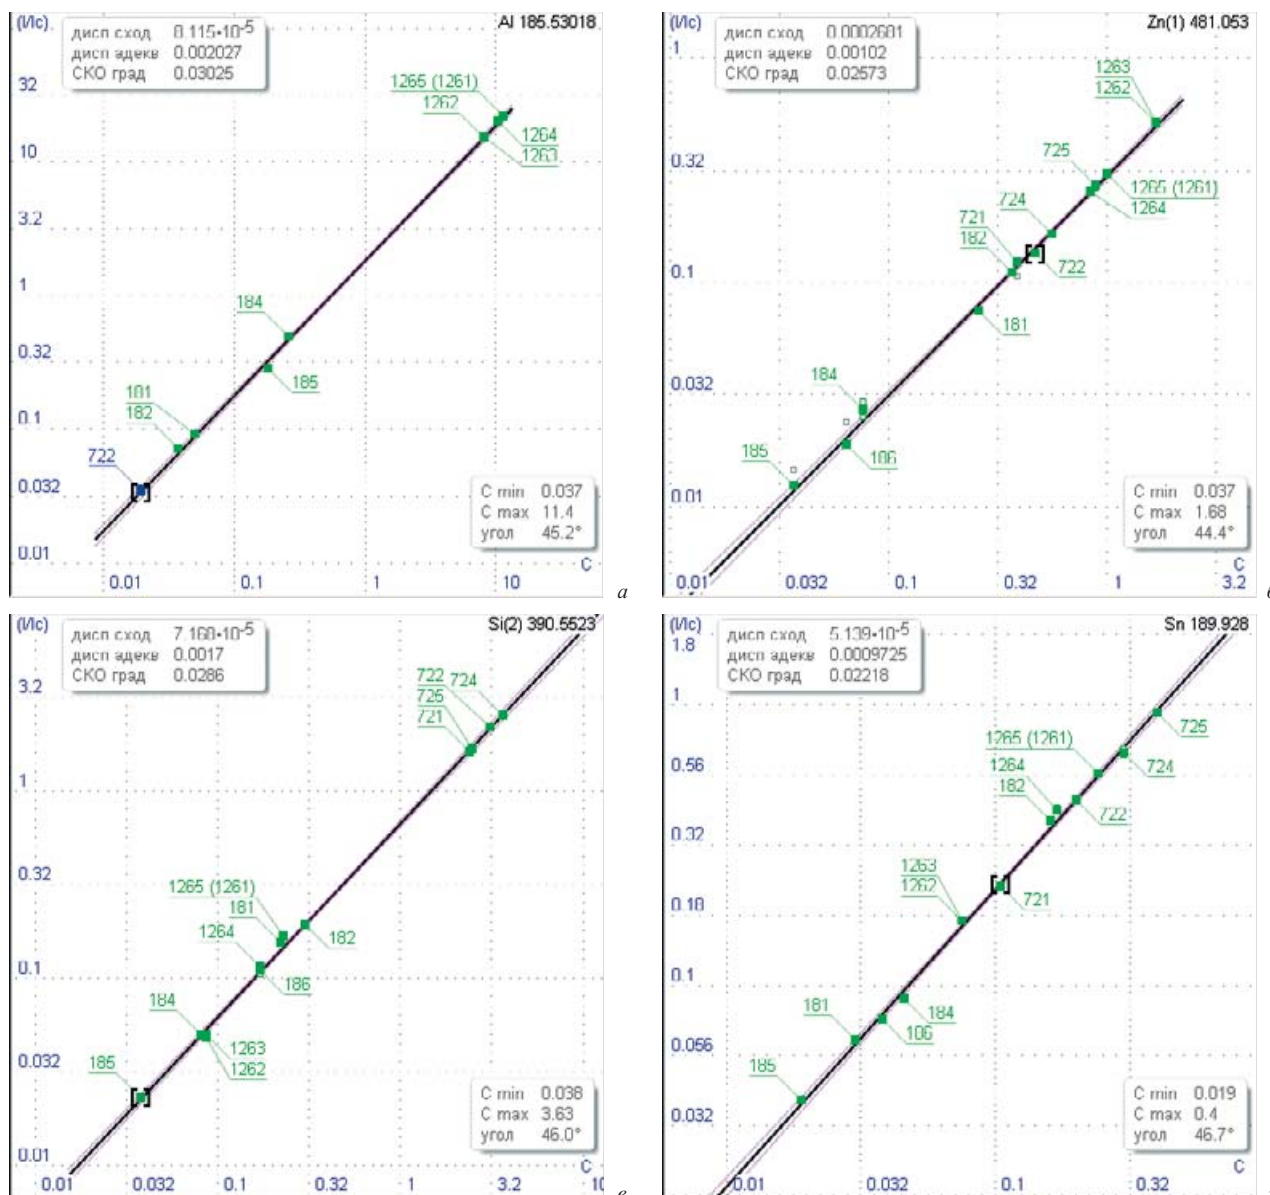 (Ис)
Al 185.53018
дисп сход 8.115•10-5
дисп адекв 0.002027
СКО град 0.03025
32
10
3.2
1
0.32
0.1
0.032
0.01
1265 (1261)
1262
1264
1263
184
185
181
182
722
C min 0.037
C max 11.4
угол 45.2°
C
0.01 0.1 1 10
а
(Ис)
Zn(1) 481.053
дисп сход 0.0002681
дисп адекв 0.00102
СКО град 0.02573
1
0.32
0.1
0.032
0.01
1263
1262
725
1265 (1261)
1264
724
721
182
722
181
184
186
185
C min 0.037
C max 1.68
угол 44.4°
C
0.01 0.032 0.1 0.32 1 3.2
(Ис)
Si(2) 390.5523
дисп сход 7.168•10-5
дисп адекв 0.0017
СКО град 0.0286
3.2
1
0.32
0.1
0.032
0.01
722 724
725
721
1265 (1261)
181
1264
182
186
184
1263
1262
185
C min 0.038
C max 3.63
угол 46.0°
C
0.01 0.032 0.1 0.32 1 3.2 10
в
(Ис)
Sn 189.928
дисп сход 5.139•10-5
дисп адекв 0.0009725
СКО град 0.02218
1.8
1
0.56
0.32
0.18
0.1
0.056
0.032
725
1265 (1261)
724
1264
182
722
1263
1262
721
181
184
186
185
C min 0.019
C max 0.4
угол 46.7°
C
0.01 0.032 0.1 0.32